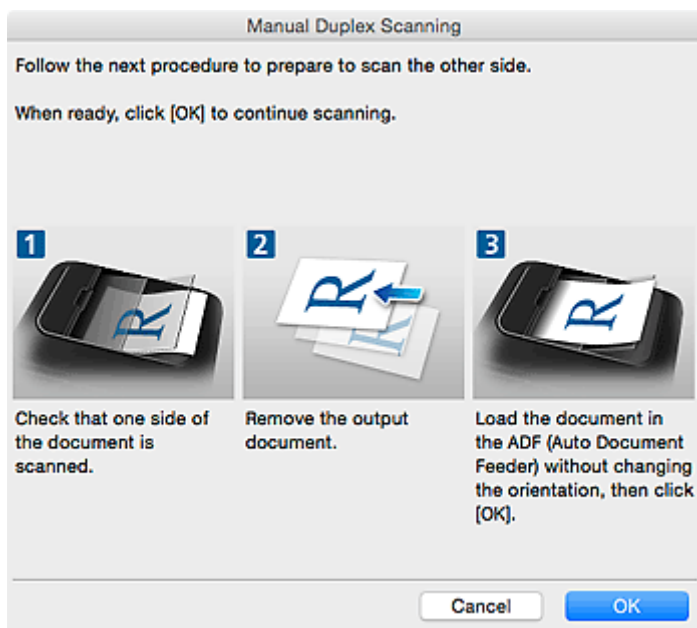 Manual Duplex Scanning
Follow the next procedure to prepare to scan the other side.
When ready, click [OK] to continue scanning.
1
R
Check that one side of
the document is
scanned.
2
R
R
Remove the output
document.
3
R
Load the document in
the ADF (Auto Document
Feeder) without changing
the orientation, then click
[OK].
Cancel
OK